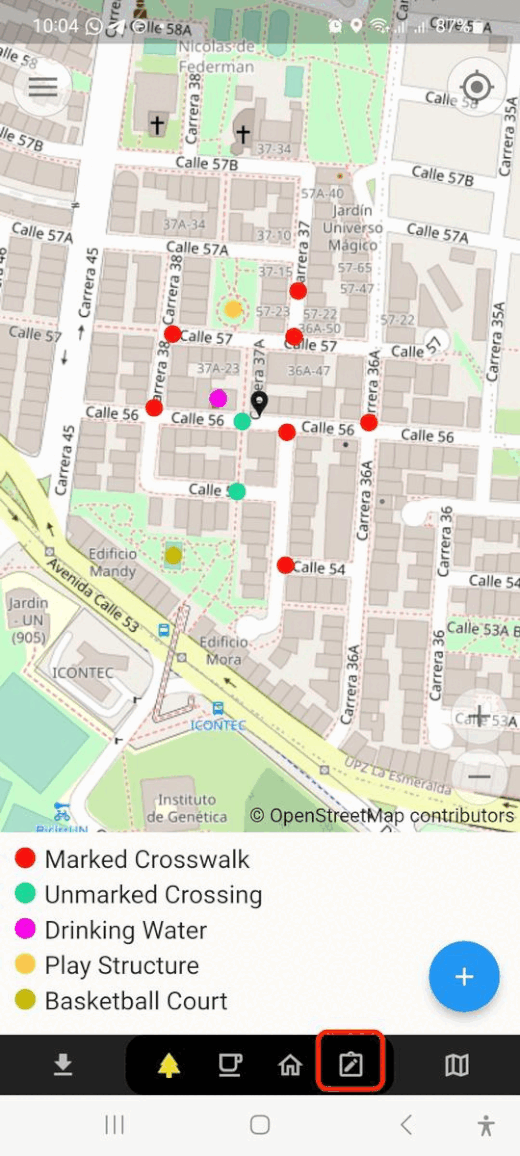 10:04
87%
Calle 58A
Nicolás de
Federman
Carrera 38
Calle 58
Carrera 35A
Calle 57B
37-34
Calle 57B
Calle 57B
57A-40
Jardín
Universo
Mágico
37A-34
37-10
Carrera 37
Calle 57A
Calle 57A
Calle 57A
Carrera 45
Carrera 38
37-15
57-65
57-47
57-23
57-22
57-22
36A-50
Carrera 35A
Calle 57
Calle 57
Calle 57
Calle 57
Carrera 38
37A-23
36A-47
Carrera 36A
Calle 56
Calle 56
Calle 56
Calle 56
Carrera 45
Calle 5
Carrera 36A
Carrera 36
Edificio
Mandy
Calle 54
Calle 54
Avenida Calle 53
Jardín
- UN
(905)
Edificio
Mora
Calle 53A B
Carrera 36
ICONTEC
Carrera 36A
ICONTEC
Calle 53A
UPZ La Esmeralda
Instituto
de Genética
© OpenStreetMap contributors
Marked Crosswalk
Unmarked Crossing
Drinking Water
Play Structure
Basketball Court